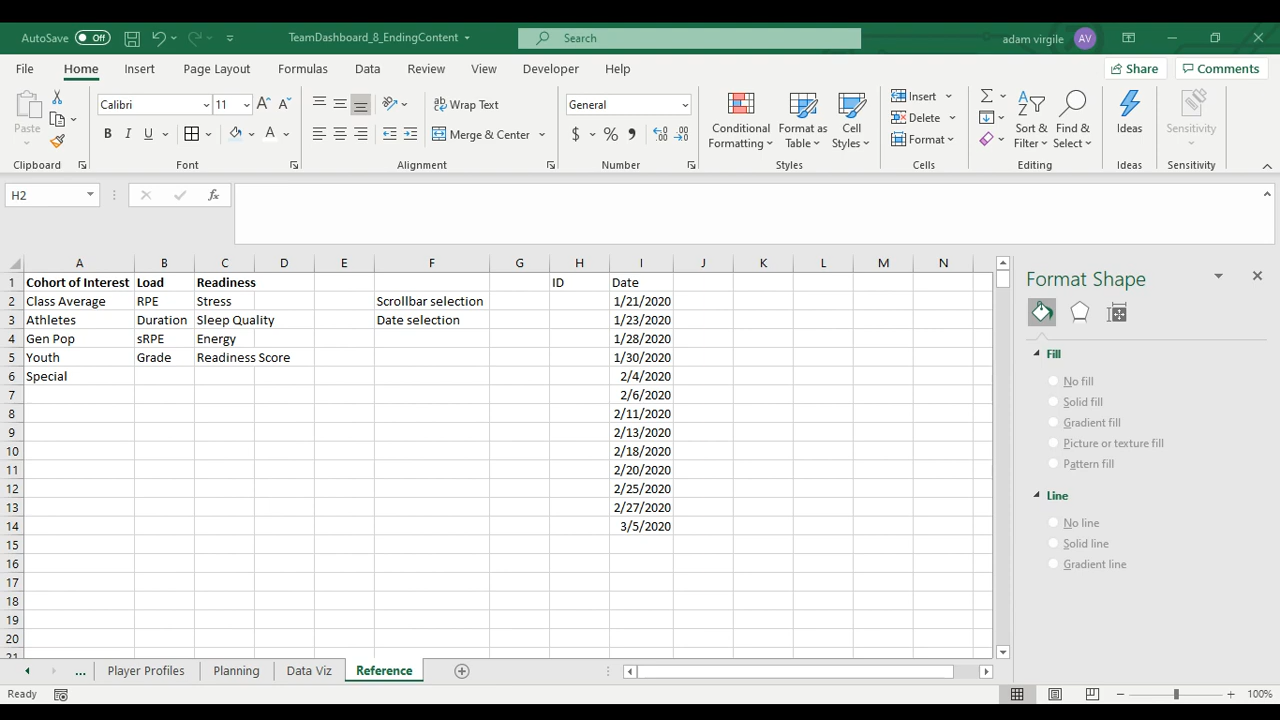 AutoSave Off TeamDashboard_8_EndingContent Search adam virgile AV
File Home Insert Page Layout Formulas Data Review View Developer Help Share Comments
Paste Calibri 11 A A B I U A ab Wrap Text Merge & Center General $ % , Conditional Formatting Format as Table Cell Styles Insert Delete Format Sort & Filter Find & Select Ideas Sensitivity
Clipboard Font Alignment Number Styles Cells Editing Ideas Sensitivity
H2 fx
A B C D E F G H I J K L M N
1 Cohort of Interest Load Readiness ID Date
2 Class Average RPE Stress Scrollbar selection 1/21/2020
3 Athletes Duration Sleep Quality Date selection 1/23/2020
4 Gen Pop sRPE Energy 1/28/2020
5 Youth Grade Readiness Score 1/30/2020
6 Special 2/4/2020
7 2/6/2020
8 2/11/2020
9 2/13/2020
10 2/18/2020
11 2/20/2020
12 2/25/2020
13 2/27/2020
14 3/5/2020
15
16
17
18
19
20
21
Format Shape
Fill
No fill
Solid fill
Gradient fill
Picture or texture fill
Pattern fill
Line
No line
Solid line
Gradient line
... Player Profiles Planning Data Viz Reference
Ready 100%